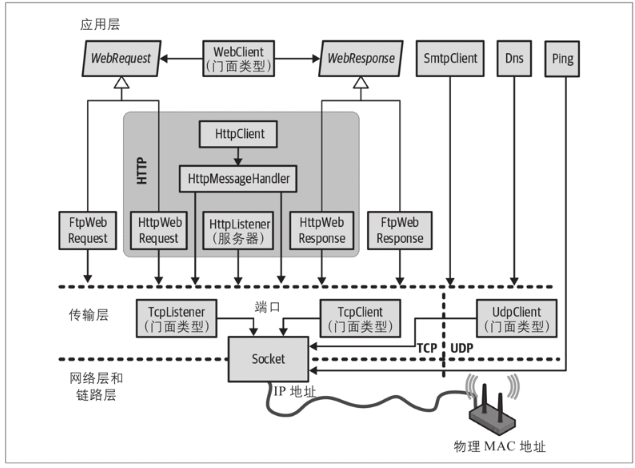 应用层
WebRequest
WebClient
(门面类型)
WebResponse
SmtpClient
Dns
Ping
HTTP
HttpClient
HttpMessageHandler
FtpWeb
Request
HttpWeb
Request
HttpListener
(服务器)
HttpWeb
Response
FtpWeb
Response
传输层
TcpListener
(门面类型)
端口
TcpClient
(门面类型)
UdpClient
(门面类型)
TCP
UDP
Socket
网络层和
链路层
IP 地址
物理 MAC 地址